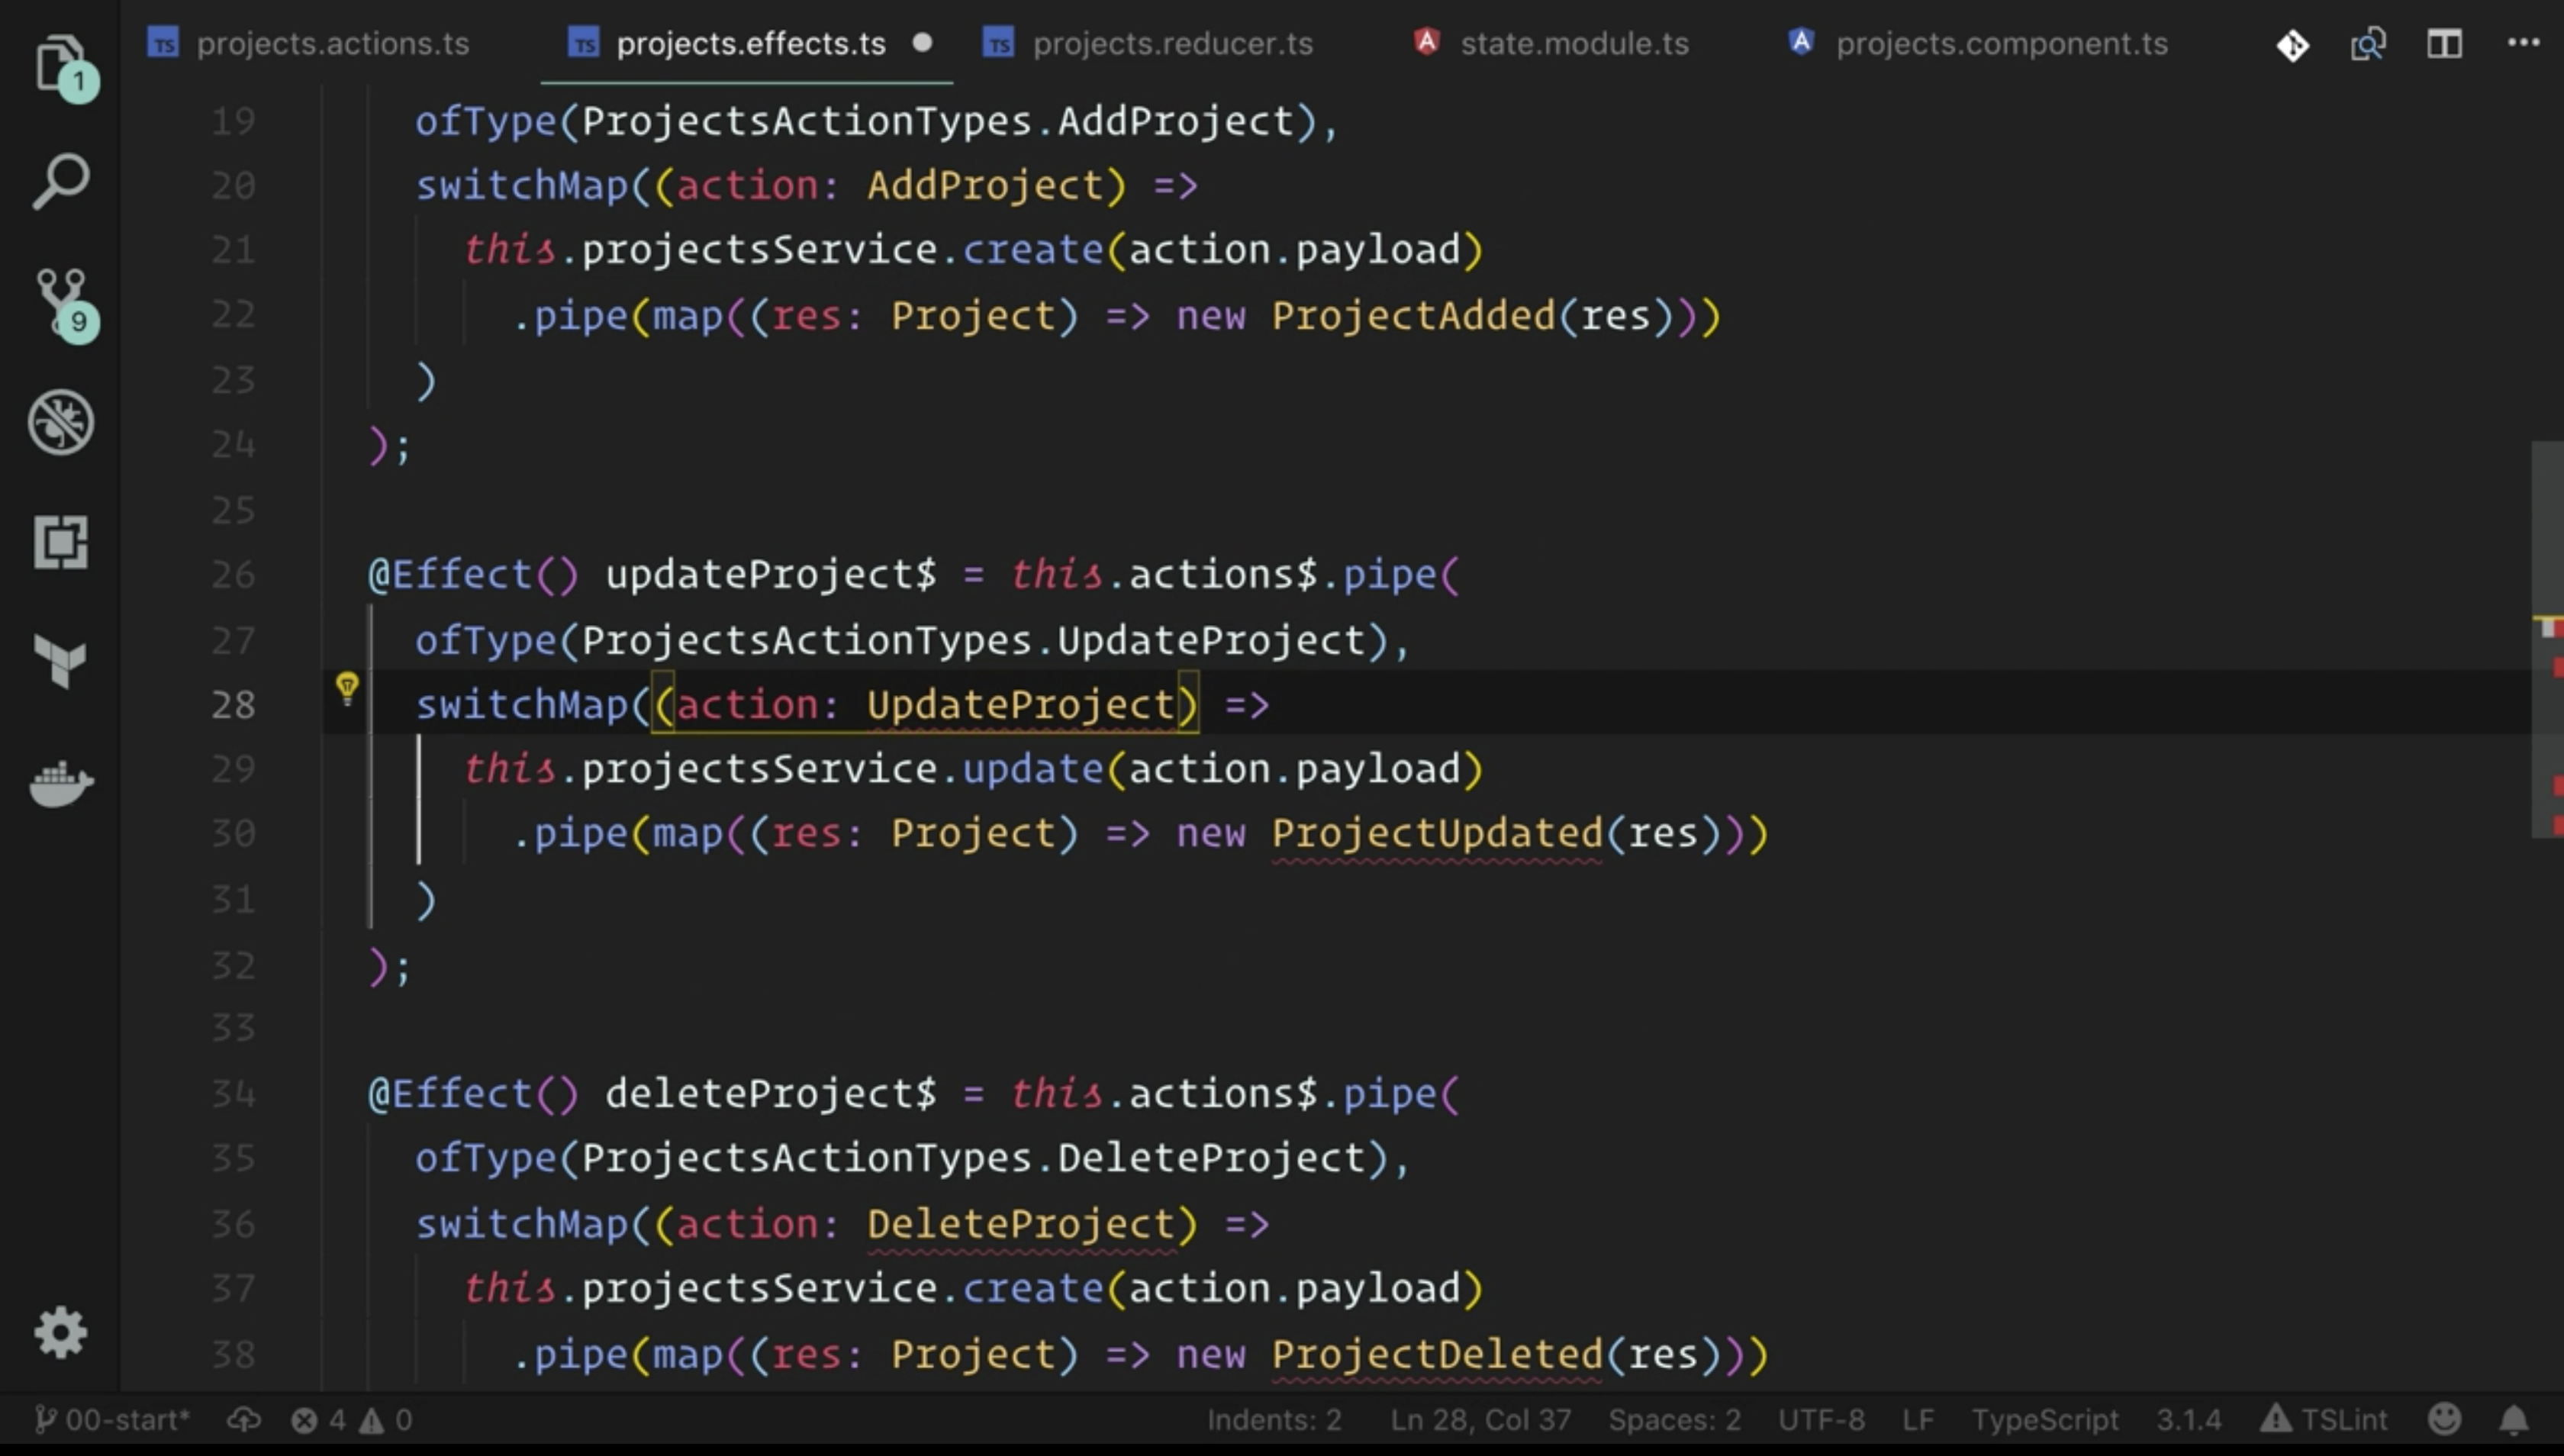 TS projects.actions.ts TS projects.effects.ts TS projects.reducer.ts A state.module.ts A projects.component.ts
1
9
19 ofType(ProjectsActionTypes.AddProject),
20 switchMap((action: AddProject) =>
21 this.projectsService.create(action.payload)
22 .pipe(map((res: Project) => new ProjectAdded(res)))
23 )
24 );
25
26 @Effect() updateProject$ = this.actions$.pipe(
27 ofType(ProjectsActionTypes.UpdateProject),
28 switchMap((action: UpdateProject) =>
29 this.projectsService.update(action.payload)
30 .pipe(map((res: Project) => new ProjectUpdated(res)))
31 )
32 );
33
34 @Effect() deleteProject$ = this.actions$.pipe(
35 ofType(ProjectsActionTypes.DeleteProject),
36 switchMap((action: DeleteProject) =>
37 this.projectsService.create(action.payload)
38 .pipe(map((res: Project) => new ProjectDeleted(res)))
00-start* 4 0 Indents: 2 Ln 28, Col 37 Spaces: 2 UTF-8 LF TypeScript 3.1.4 TSLint